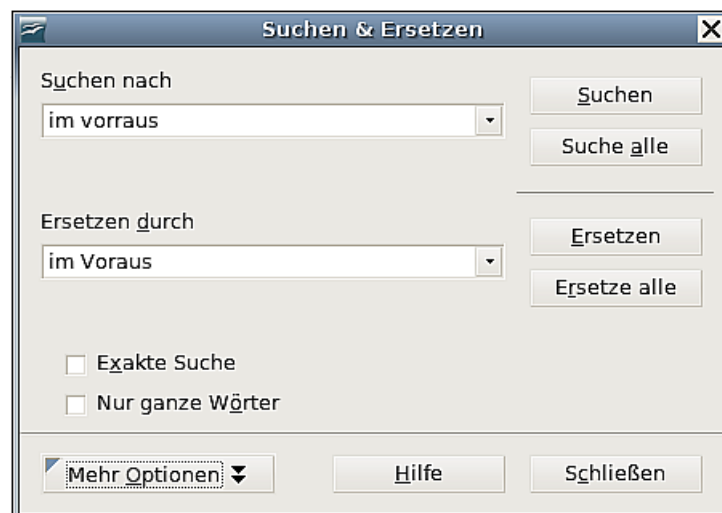 Suchen & Ersetzen
Suchen nach
im vorraus
Suchen
Suche alle
Ersetzen durch
im Voraus
Ersetzen
Ersetze alle
Exakte Suche
Nur ganze Wörter
Mehr Optionen
Hilfe
Schließen